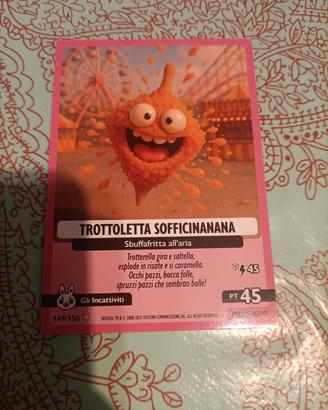 TROTTOLETTA SOFFICINANANA
Sbuffafritta all'aria
Trotterella gira e saltella,
esplode in risate e si caramella.
Occhi pazzi, bocca folle,
spruzzi pazzi che sembran bolle!
45
Gli Incattiviti
PT 45
149/150